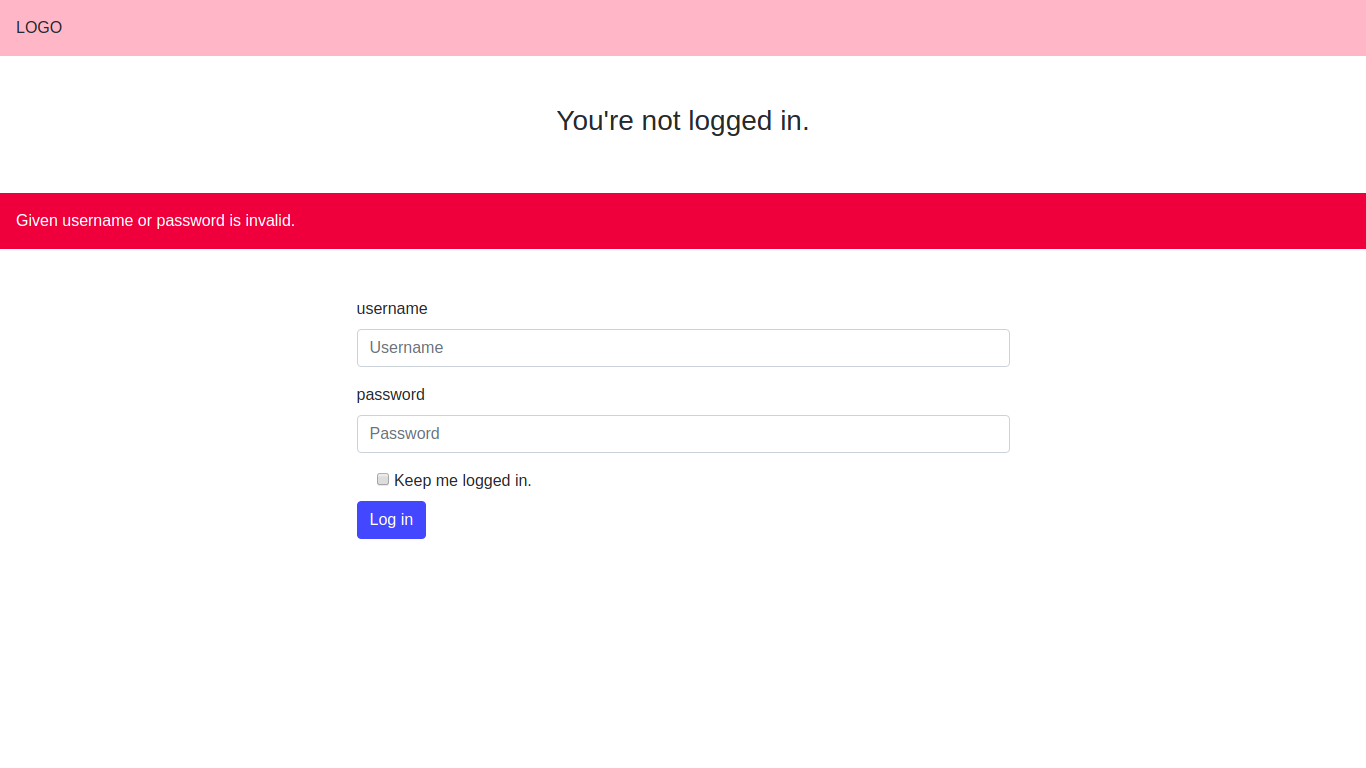 LOGO
You're not logged in.
Given username or password is invalid.
username
Username
password
Password
Keep me logged in.
Log in